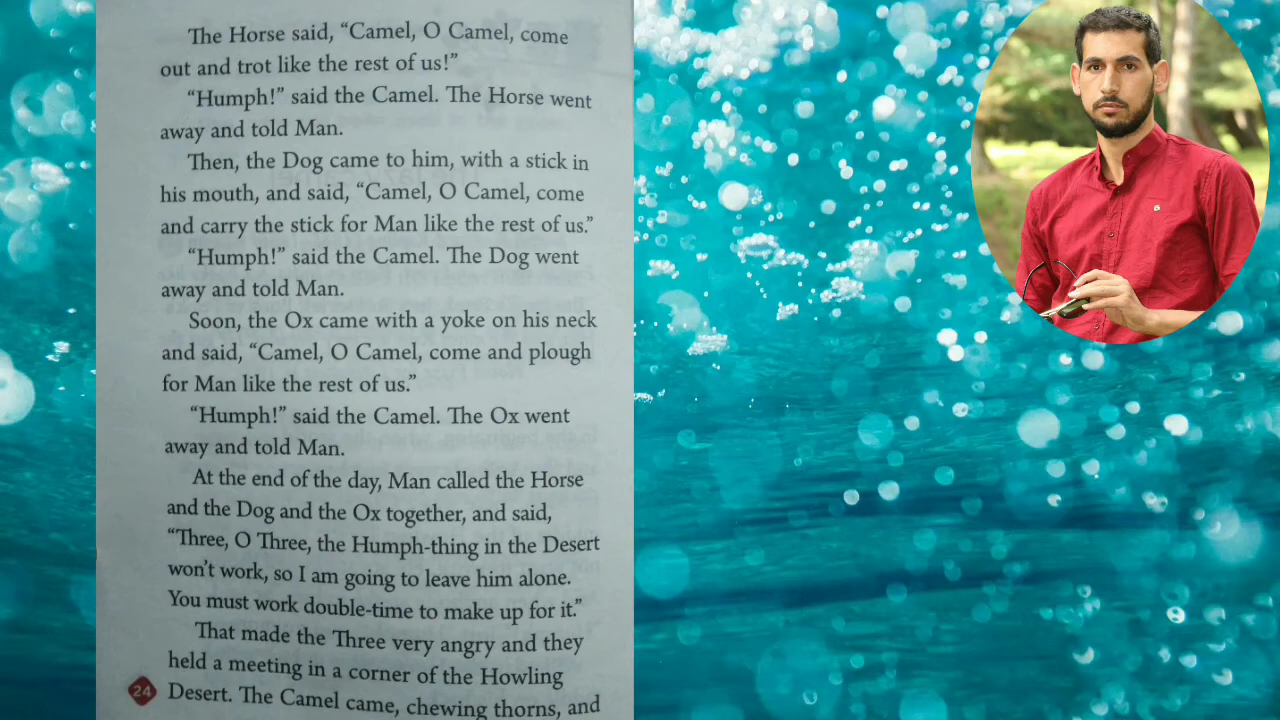 The Horse said, “Camel, O Camel, come
out and trot like the rest of us!”
“Humph!” said the Camel. The Horse went
away and told Man.
Then, the Dog came to him, with a stick in
his mouth, and said, “Camel, O Camel, come
and carry the stick for Man like the rest of us.”
“Humph!” said the Camel. The Dog went
away and told Man.
Soon, the Ox came with a yoke on his neck
and said, “Camel, O Camel, come and plough
for Man like the rest of us.”
“Humph!” said the Camel. The Ox went
away and told Man.
At the end of the day, Man called the Horse
and the Dog and the Ox together, and said,
“Three, O Three, the Humph-thing in the Desert
won’t work, so I am going to leave him alone.
You must work double-time to make up for it.”
That made the Three very angry and they
held a meeting in a corner of the Howling
Desert. The Camel came, chewing thorns, and
24